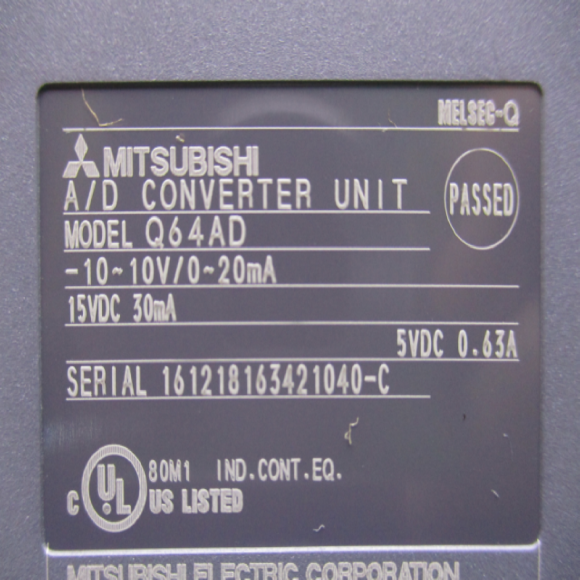 MELSEC-Q
MITSUBISHI
A/D CONVERTER UNIT
PASSED
MODEL Q64AD
-10~10V/0~20mA
15VDC 30mA
5VDC 0.63A
SERIAL 161218163421040-C
C UL US LISTED
80M1 IND.CONT.EQ.
MITSUBISHI ELECTRIC CORPORATION